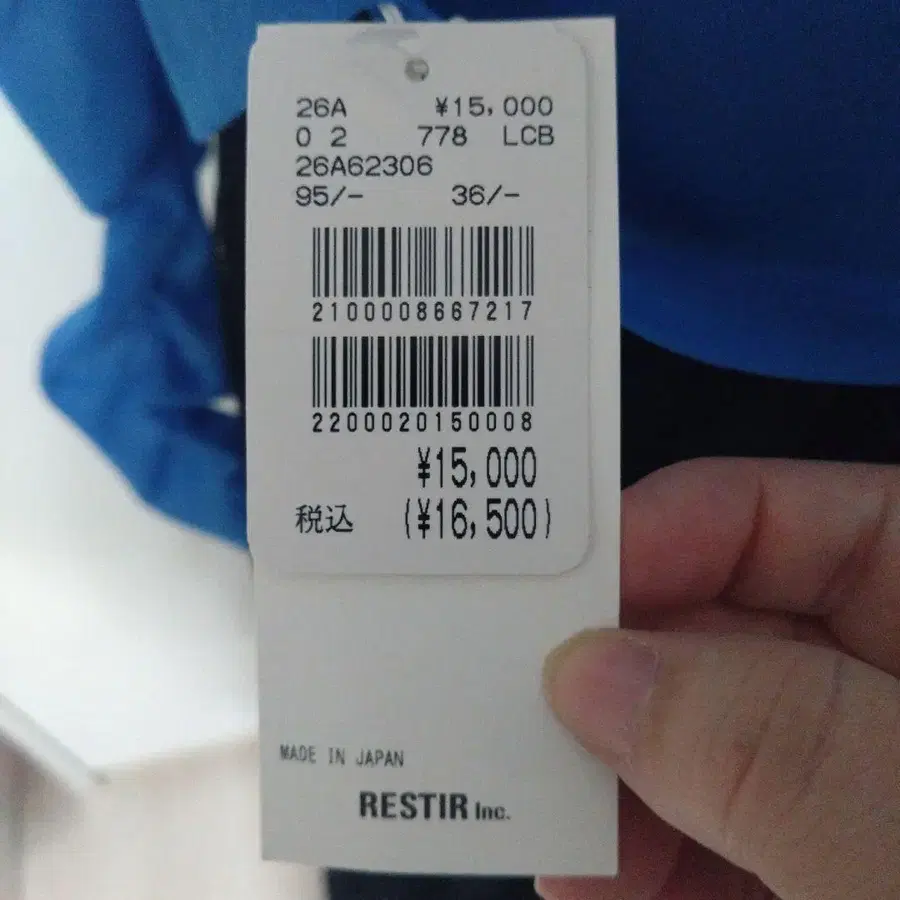 26A ¥15,000
0 2 778 LCB
26A62306
95/- 36/-
2100008667217
2200020150008
¥15,000
税込 (¥16,500)
MADE IN JAPAN
RESTIR Inc.